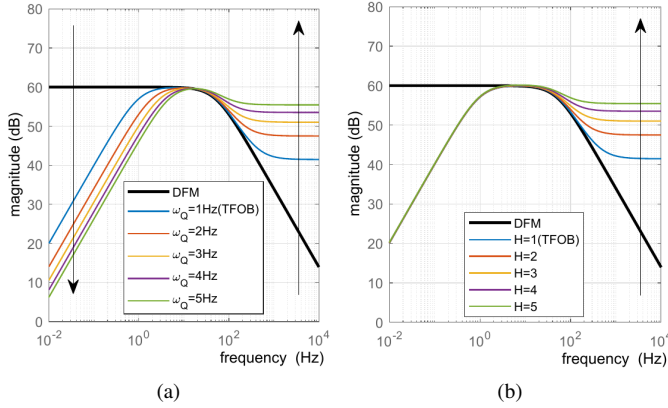 80
70
60
50
40
30
20
10
0
magnitude (dB)
DFM
ω_Q=1Hz(TFOB)
ω_Q=2Hz
ω_Q=3Hz
ω_Q=4Hz
ω_Q=5Hz
10^-2
10^0
10^2
10^4
frequency (Hz)
(a)
80
70
60
50
40
30
20
10
0
magnitude (dB)
DFM
H=1(TFOB)
H=2
H=3
H=4
H=5
10^-2
10^0
10^2
10^4
frequency (Hz)
(b)